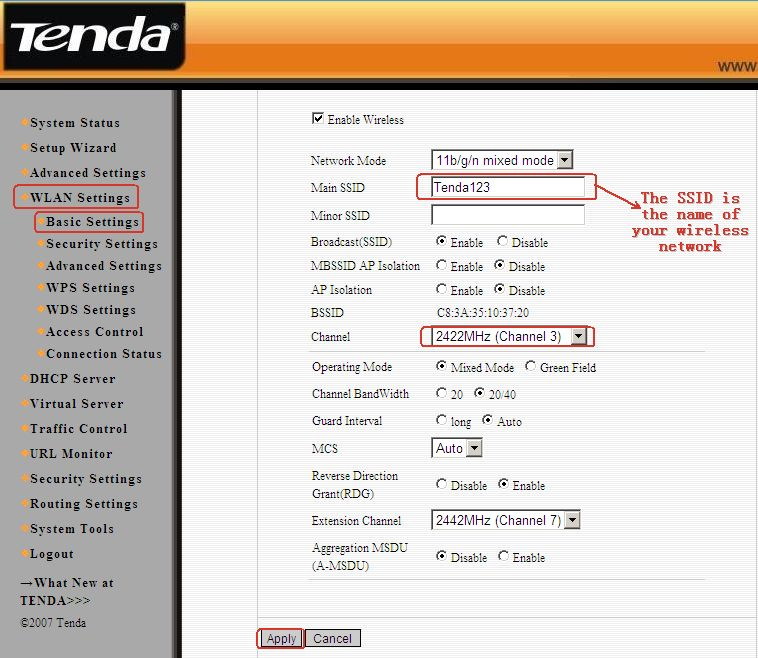 Tenda®
www
System Status
Setup Wizard
Advanced Settings
WLAN Settings
Basic Settings
Security Settings
Advanced Settings
WPS Settings
WDS Settings
Access Control
Connection Status
DHCP Server
Virtual Server
Traffic Control
URL Monitor
Security Settings
Routing Settings
System Tools
Logout
→What New at
TENDA>>>
©2007 Tenda
Enable Wireless
Network Mode 11b/g/n mixed mode
Main SSID Tenda123
Minor SSID
Broadcast(SSID) Enable Disable
MBSSID AP Isolation Enable Disable
AP Isolation Enable Disable
BSSID C8:3A:35:10:37:20
Channel 2422MHz (Channel 3)
Operating Mode Mixed Mode Green Field
Channel BandWidth 20 20/40
Guard Interval long Auto
MCS Auto
Reverse Direction
Grant(RDG) Disable Enable
Extension Channel 2442MHz (Channel 7)
Aggregation MSDU
(A-MSDU) Disable Enable
Apply Cancel
The SSID is
the name of
your wireless
network